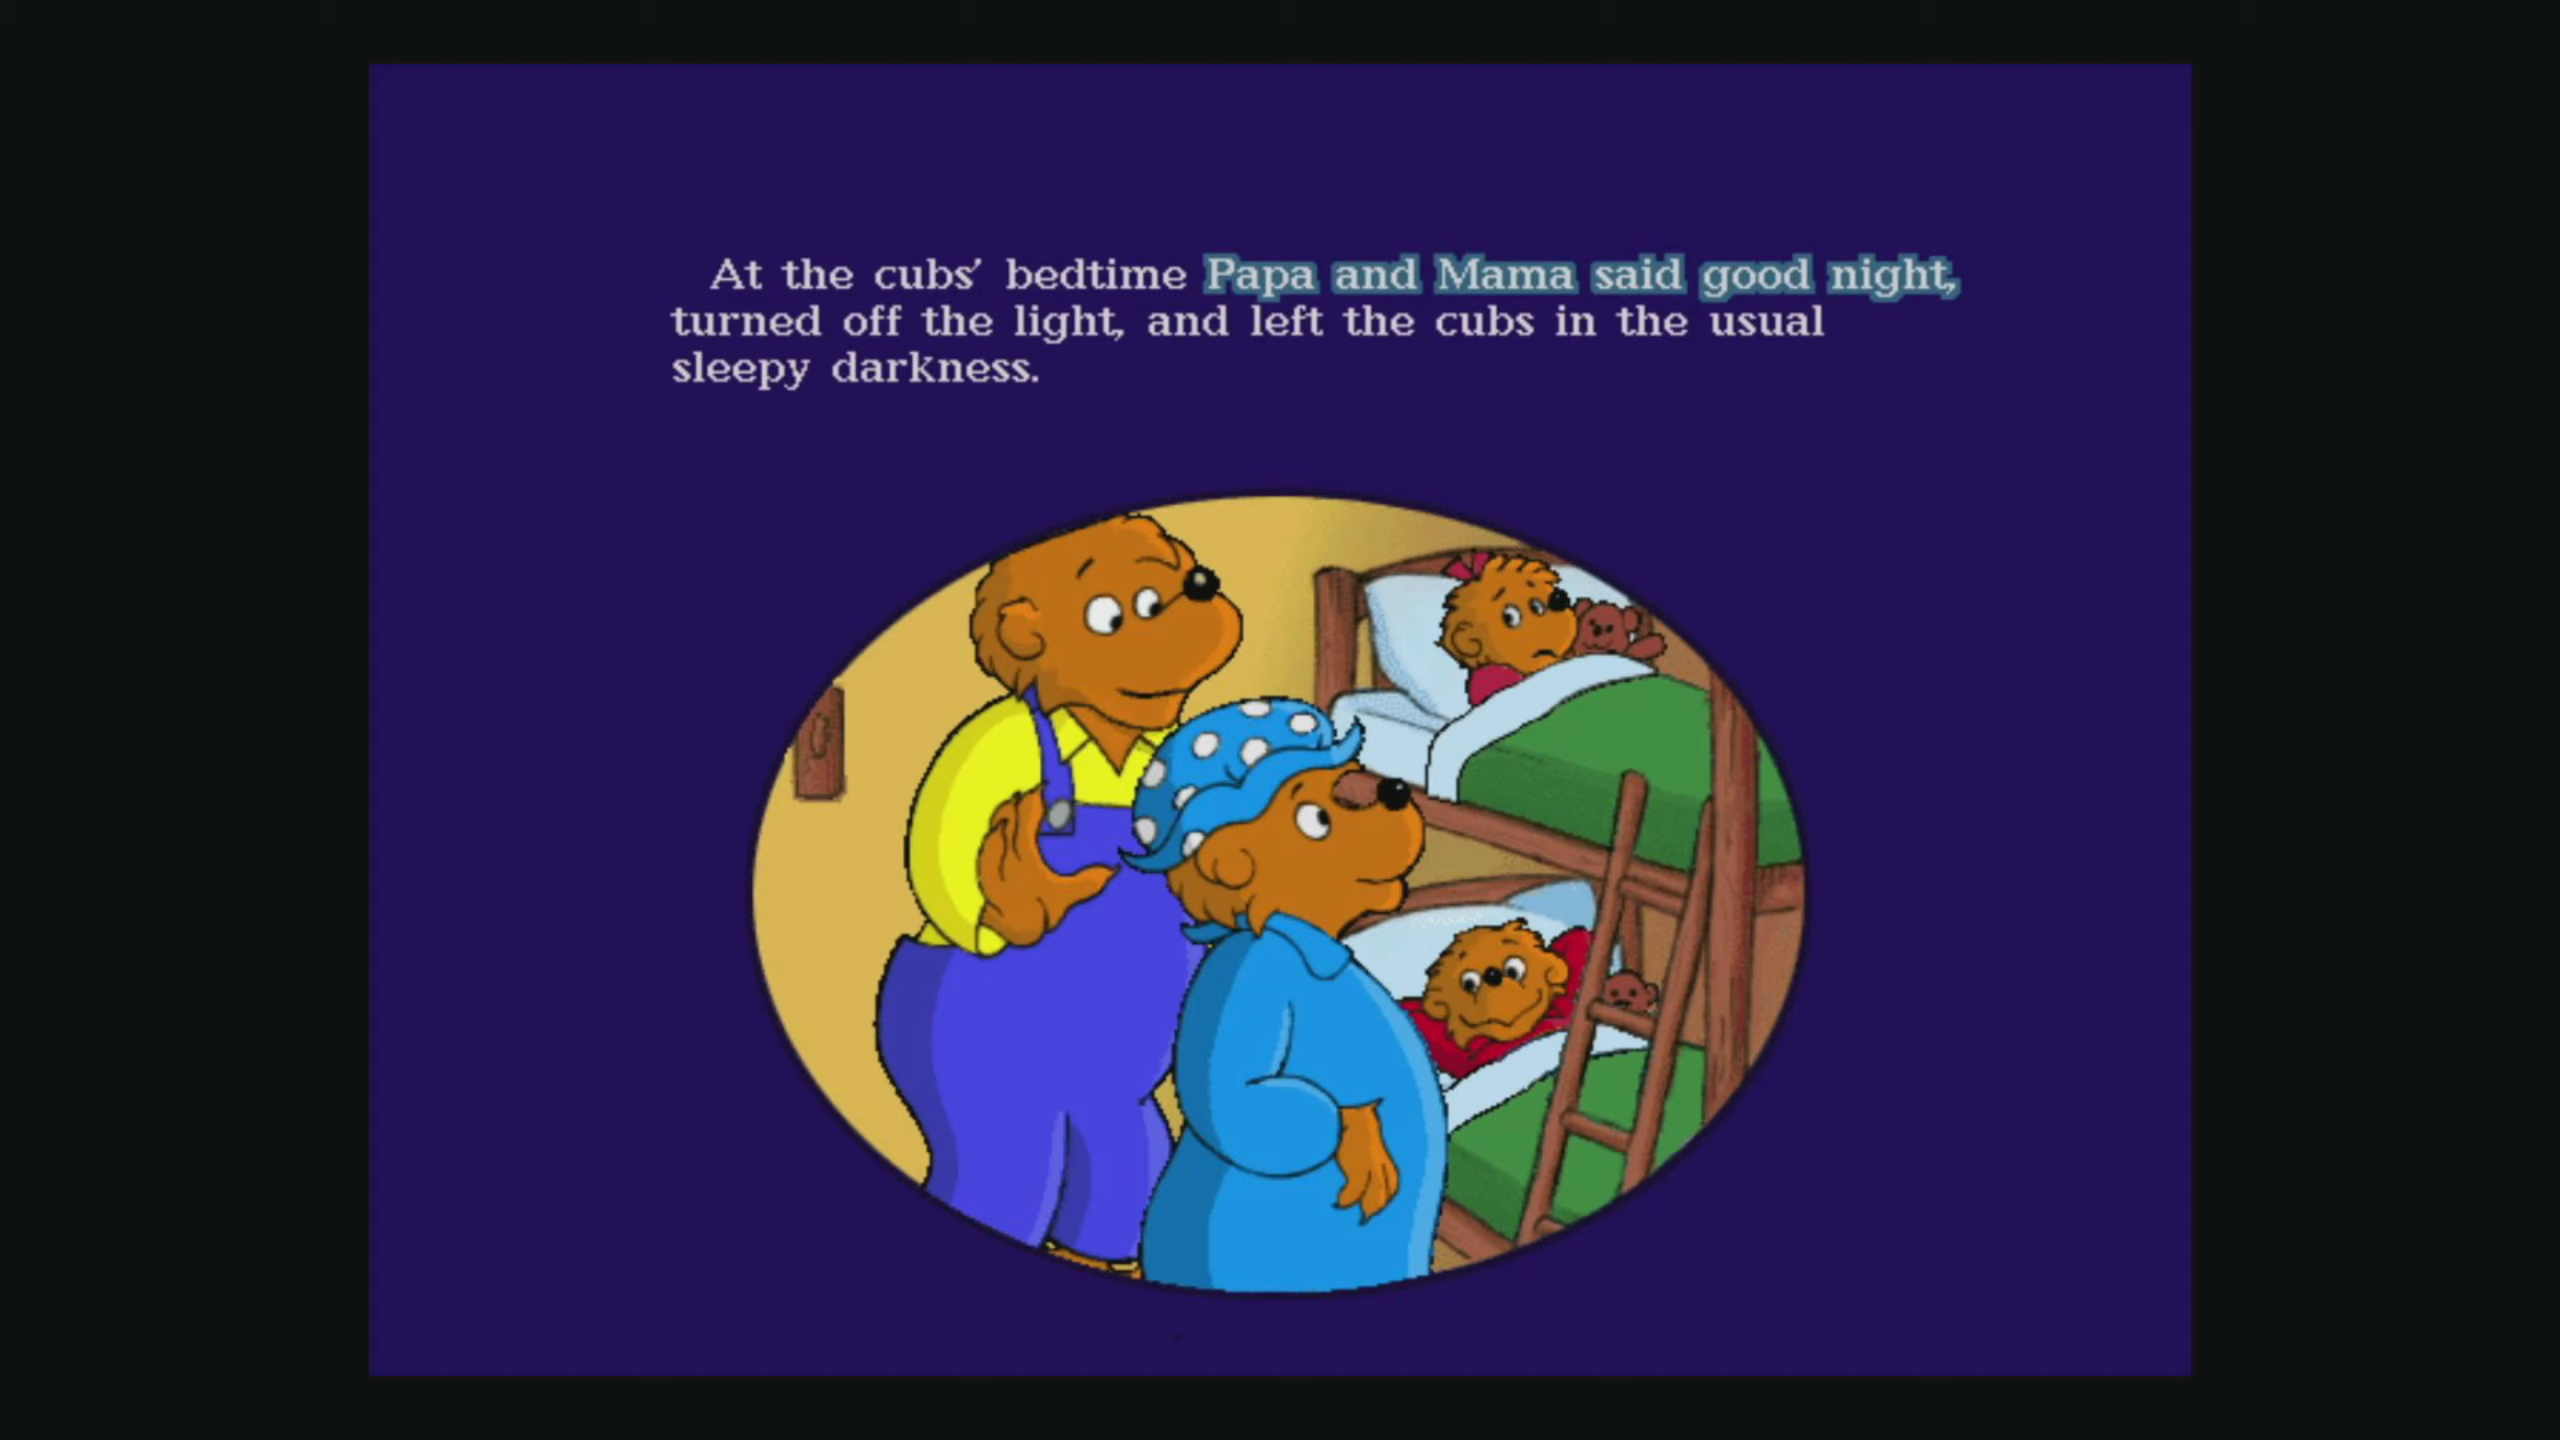 At the cubs’ bedtime Papa and Mama said good night,
turned off the light, and left the cubs in the usual
sleepy darkness.